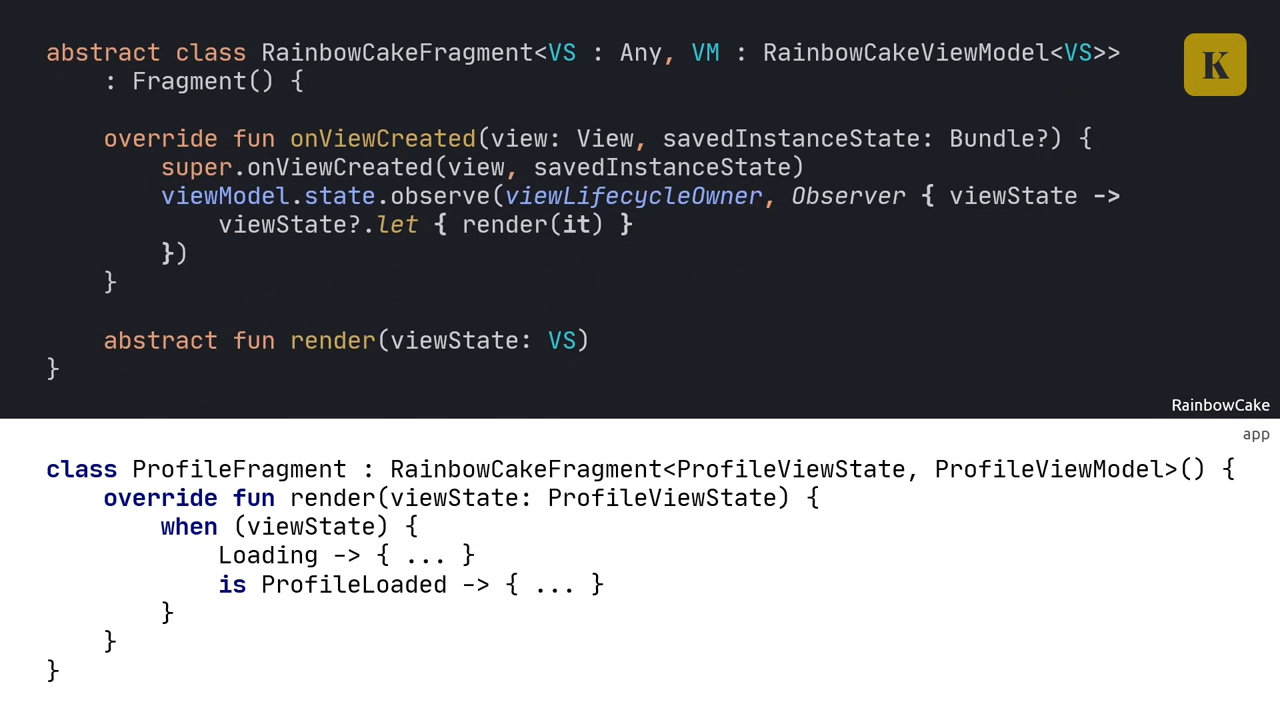 abstract class RainbowCakeFragment<VS : Any, VM : RainbowCakeViewModel<VS>>
    : Fragment() {
K
    override fun onViewCreated(view: View, savedInstanceState: Bundle?) {
        super.onViewCreated(view, savedInstanceState)
        viewModel.state.observe(viewLifecycleOwner, Observer { viewState ->
            viewState?.let { render(it) }
        })
    }
    abstract fun render(viewState: VS)
}
RainbowCake
app
class ProfileFragment : RainbowCakeFragment<ProfileViewState, ProfileViewModel>() {
    override fun render(viewState: ProfileViewState) {
        when (viewState) {
            Loading -> { ... }
            is ProfileLoaded -> { ... }
        }
    }
}